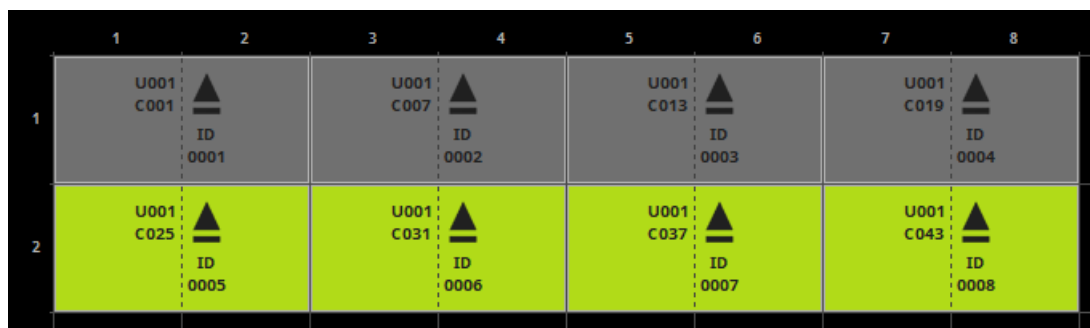 1 2 3 4 5 6 7 8
1
U001 U001 U001 U001
C001 C007 C013 C019
ID ID ID ID
0001 0002 0003 0004
2
U001 U001 U001 U001
C025 C031 C037 C043
ID ID ID ID
0005 0006 0007 0008